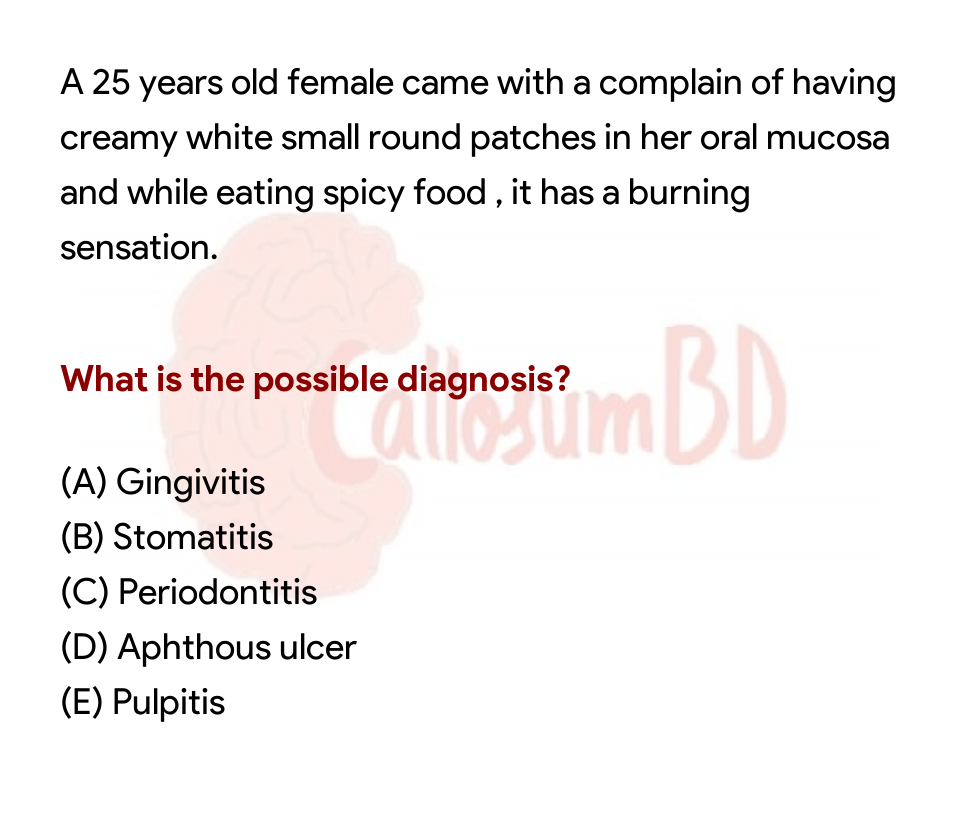 A 25 years old female came with a complain of having
creamy white small round patches in her oral mucosa
and while eating spicy food , it has a burning
sensation.
What is the possible diagnosis?
CallosumBD
(A) Gingivitis
(B) Stomatitis
(C) Periodontitis
(D) Aphthous ulcer
(E) Pulpitis